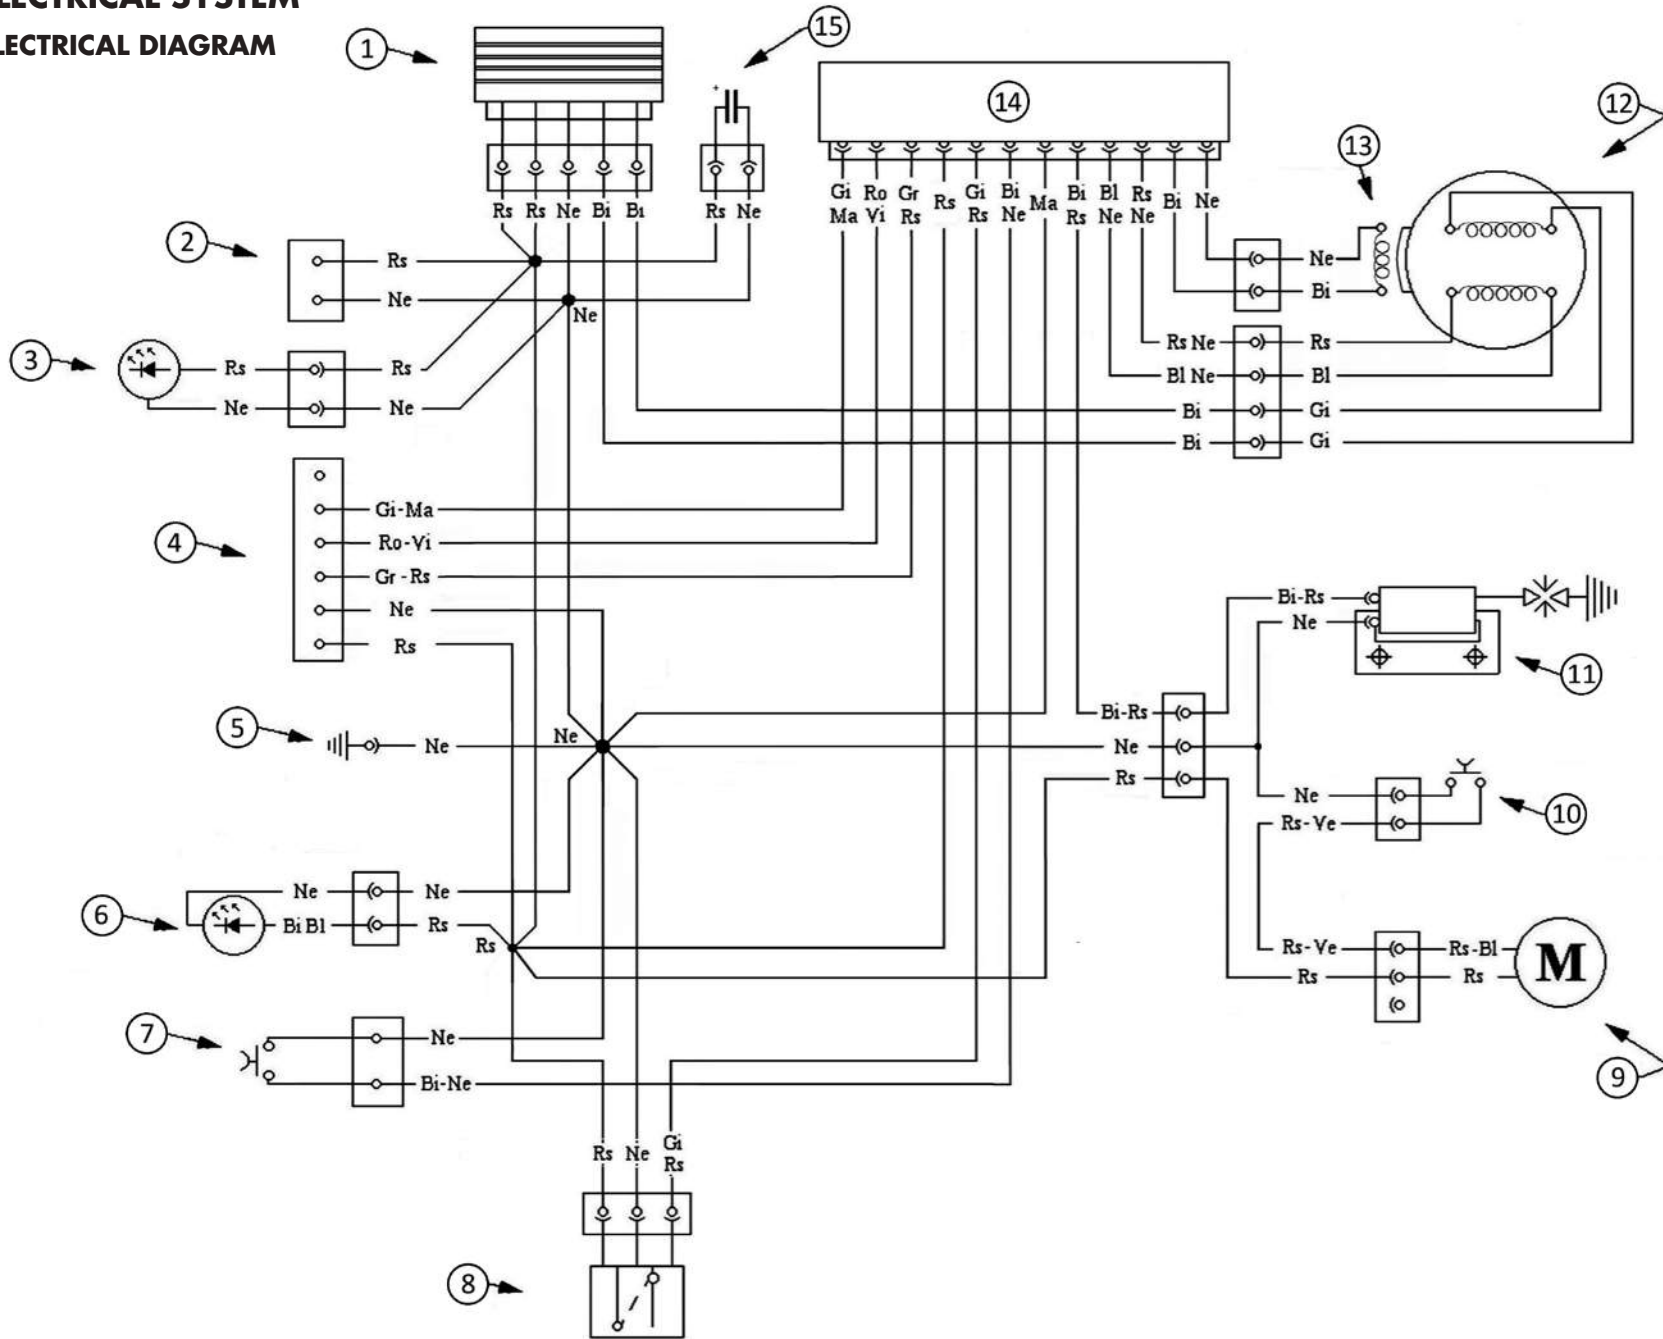 LECTRICAL SYSTEM
LECTRICAL DIAGRAM
1
15
14
12
13
Rs Rs Ne Bi Bi
Rs Ne
Gi Ro Gr Rs Gi Bi Ma Bi Bl Rs Bi Ne
Ma Vi Rs Rs Ne Rs Ne Ne
2
Rs
Ne
Ne
Ne
Bi
3
Rs Rs
Ne Ne
Rs Ne Rs
Bl Ne Bl
Bi Gi
Bi Gi
4
Gi-Ma
Ro-Vi
Gr-Rs
Ne
Rs
Bi-Rs
Ne
11
5
Ne
Ne
Bi-Rs
Ne
Rs
Ne
Rs-Ve
10
6
Ne Ne
Bi Bl Rs
Rs
Rs-Ve Rs-Bl
Rs Rs
M
7
Ne
Bi-Ne
9
Rs Ne Gi
Rs
8